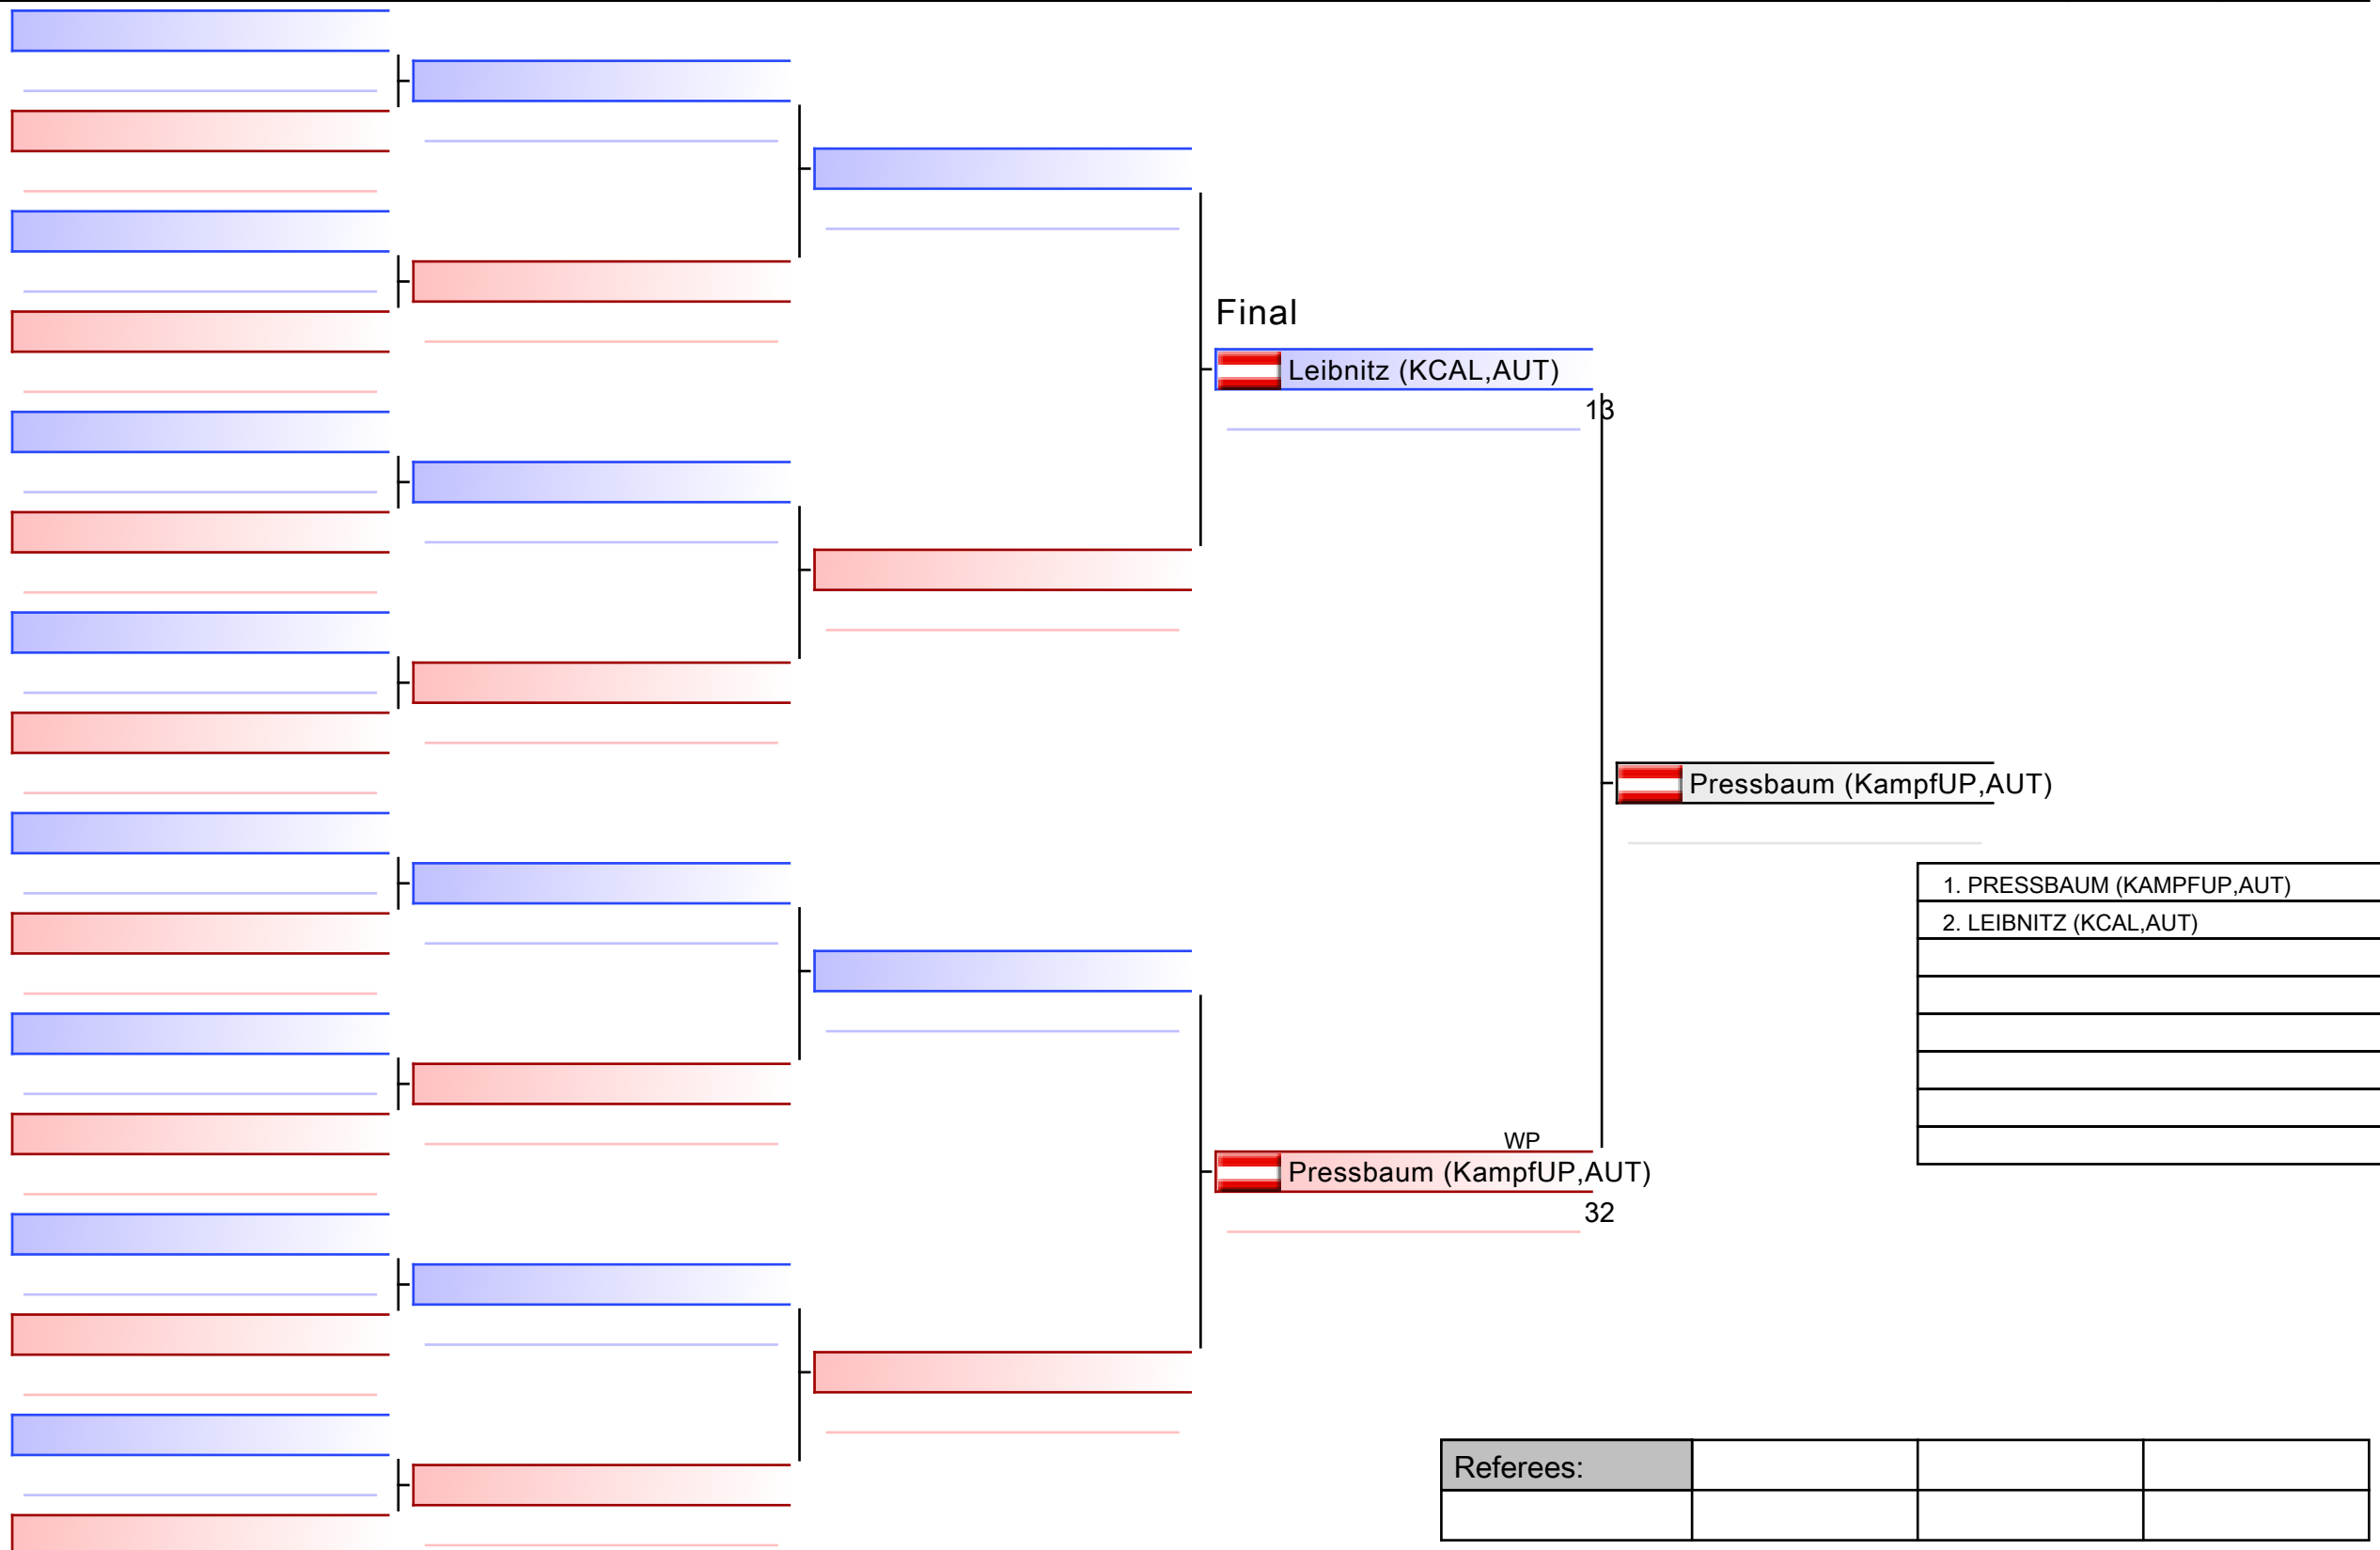 Final
Leibnitz (KCAL,AUT)
13
Pressbaum (KampfUP,AUT)
1. PRESSBAUM (KAMPFUP,AUT)
2. LEIBNITZ (KCAL,AUT)
WP
Pressbaum (KampfUP,AUT)
32
Referees: